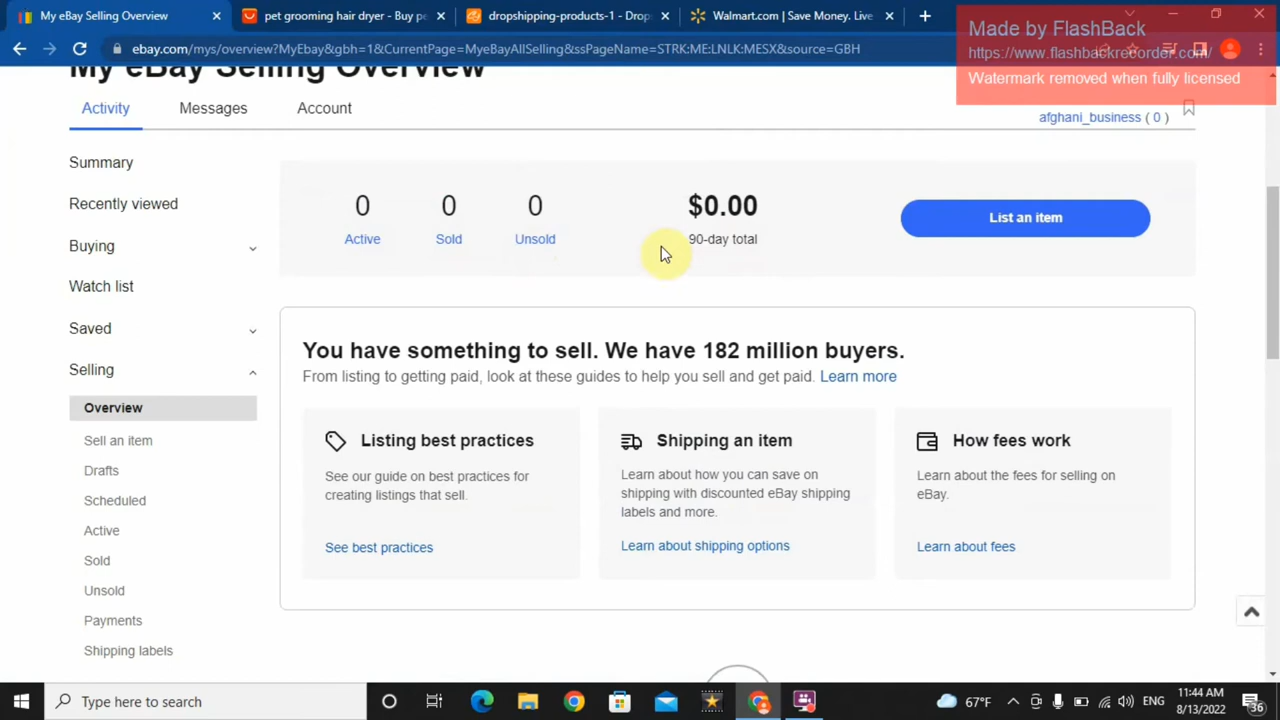 My eBay Selling Overview
pet grooming hair dryer - Buy pe
dropshipping-products-1 - Drop
Walmart.com | Save Money. Live
ebay.com/mys/overview?MyEbay&gbh=1&CurrentPage=MyeBayAllSelling&ssPageName=STRK:ME:LNLK:MESX&source=GBH
Made by FlashBack
https://www.flashbackrecorder.com/
Watermark removed when fully licensed
My eBay Selling Overview
Activity
Messages
Account
afghani_business ( 0 )
Summary
Recently viewed
Buying
Watch list
Saved
Selling
Overview
Sell an item
Drafts
Scheduled
Active
Sold
Unsold
Payments
Shipping labels
0
Active
0
Sold
0
Unsold
$0.00
90-day total
List an item
You have something to sell. We have 182 million buyers.
From listing to getting paid, look at these guides to help you sell and get paid. Learn more
Listing best practices
See our guide on best practices for
creating listings that sell.
See best practices
Shipping an item
Learn about how you can save on
shipping with discounted eBay shipping
labels and more.
Learn about shipping options
How fees work
Learn about the fees for selling on
eBay.
Learn about fees
Type here to search
67°F
ENG
11:44 AM
8/13/2022
36